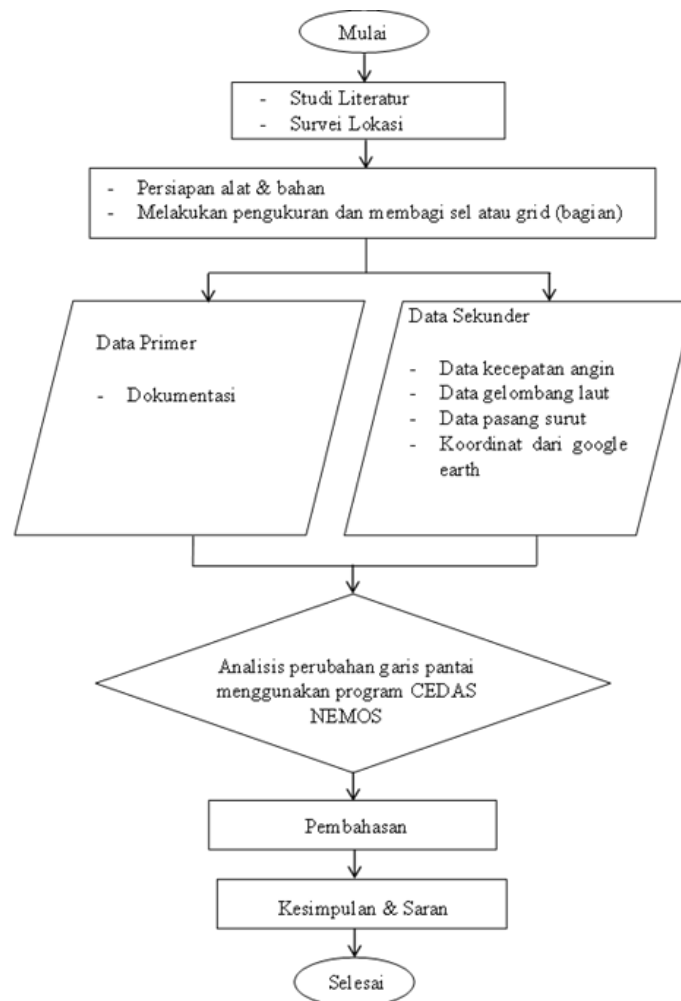 Mulai
- Studi Literatur
- Survei Lokasi
- Persiapan alat & bahan
- Melakukan pengukuran dan membagi sel atau grid (bagian)
Data Primer
- Dokumentasi
Data Sekunder
- Data kecepatan angin
- Data gelombang laut
- Data pasang surut
- Koordinat dari google
earth
Analisis perubahan garis pantai
menggunakan program CEDAS
NEMOS
Pembahasan
Kesimpulan & Saran
Selesai